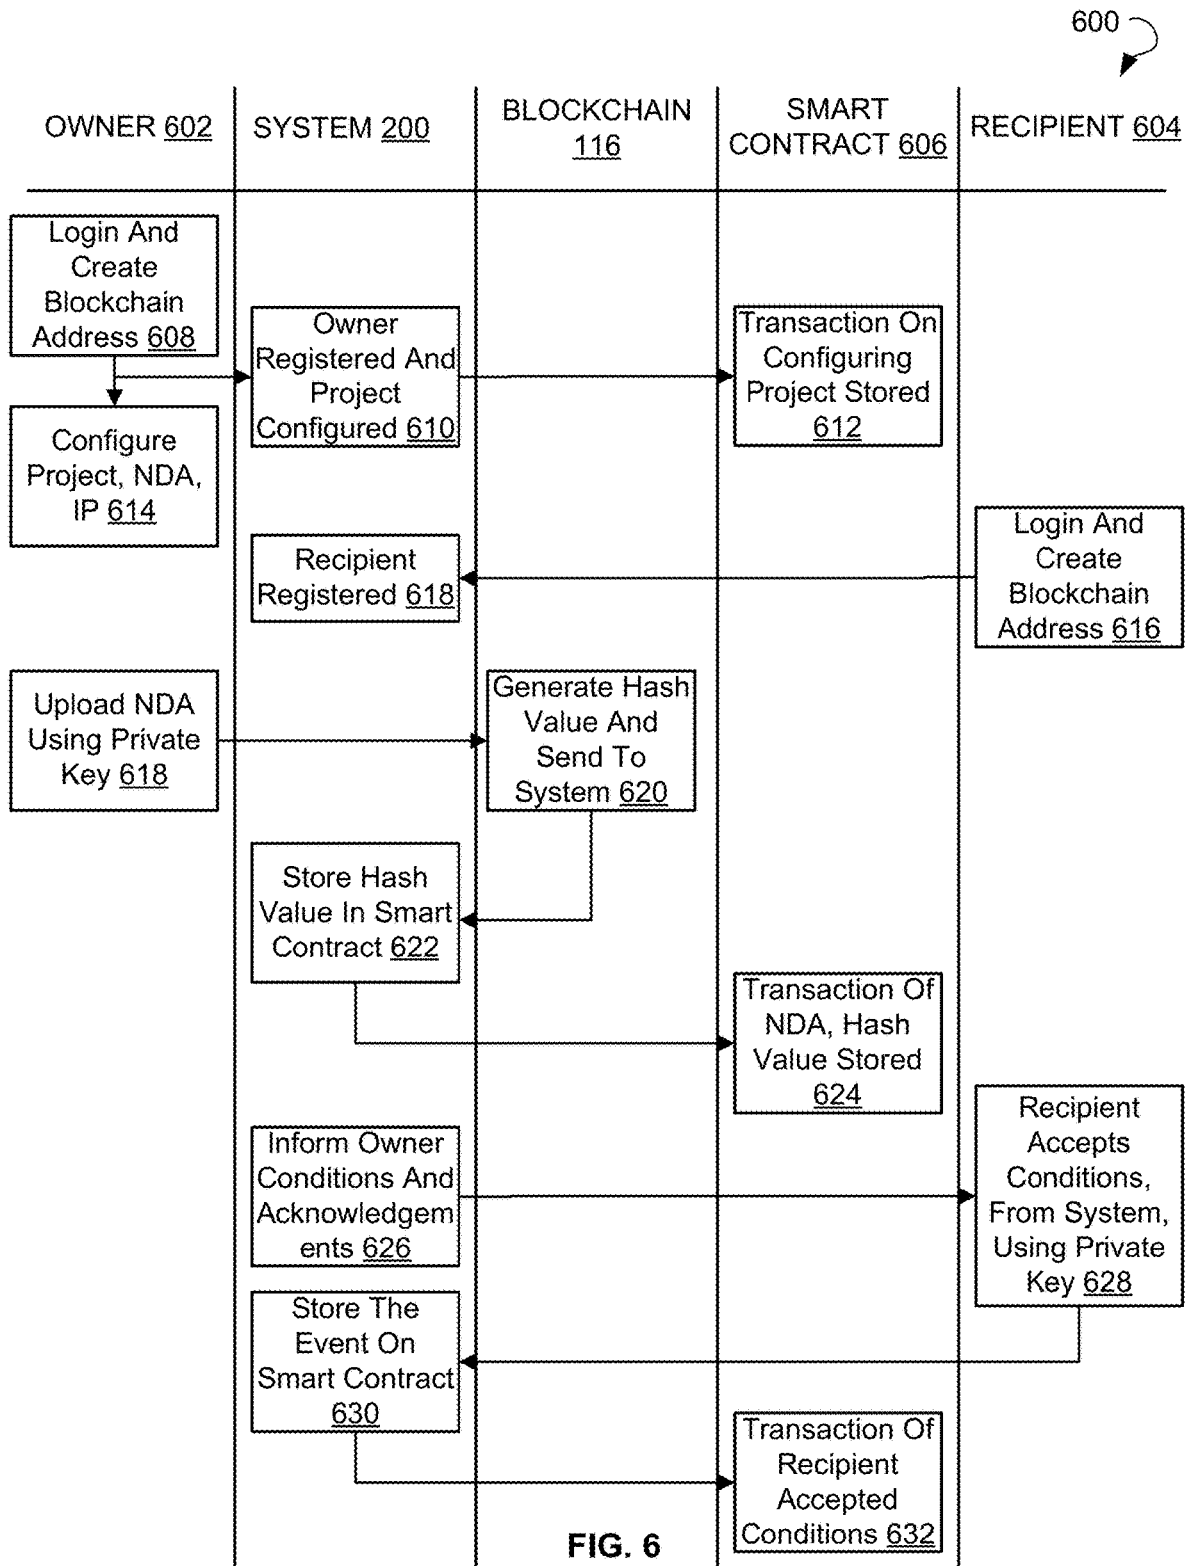 600
OWNER 602
SYSTEM 200
BLOCKCHAIN
116
SMART
CONTRACT 606
RECIPIENT 604
Login And
Create
Blockchain
Address 608
Owner
Registered And
Project
Configured 610
Transaction On
Configuring
Project Stored
612
Configure
Project, NDA,
IP 614
Login And
Create
Blockchain
Address 616
Recipient
Registered 618
Upload NDA
Using Private
Key 618
Generate Hash
Value And
Send To
System 620
Store Hash
Value In Smart
Contract 622
Transaction Of
NDA, Hash
Value Stored
624
Inform Owner
Conditions And
Acknowledgem
ents 626
Recipient
Accepts
Conditions,
From System,
Using Private
Key 628
Store The
Event On
Smart Contract
630
Transaction Of
Recipient
Accepted
Conditions 632
FIG. 6